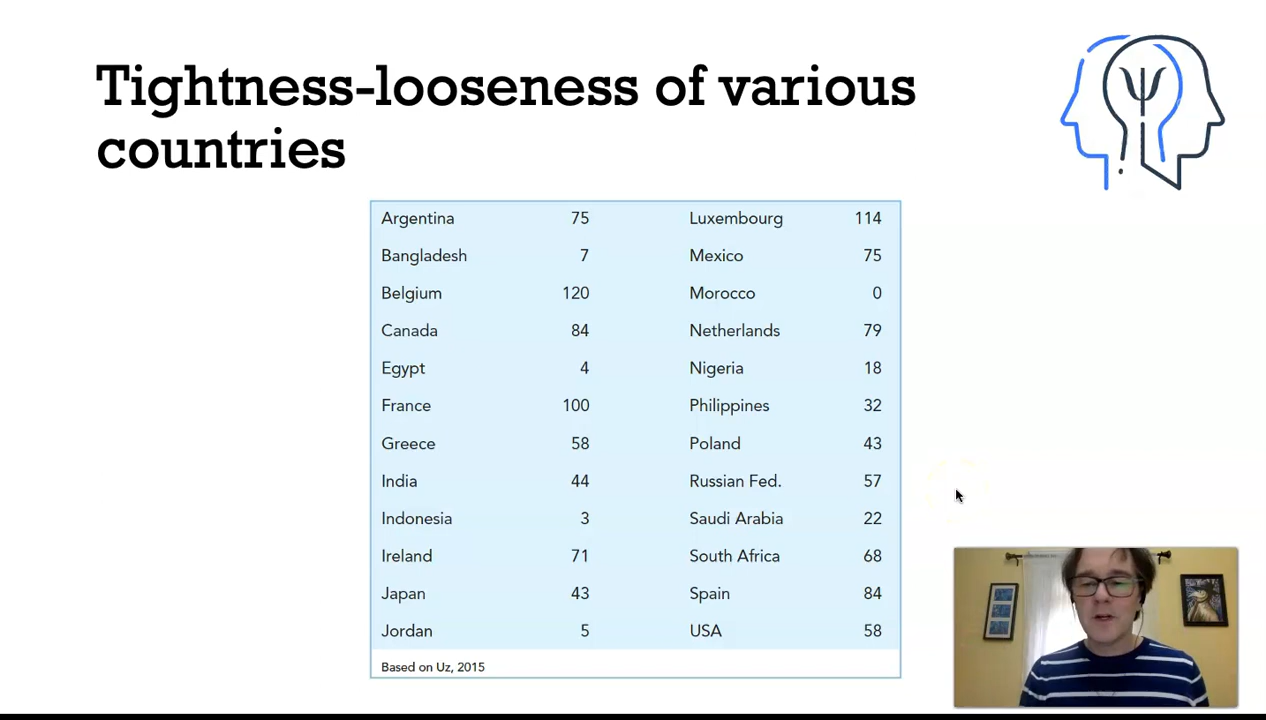 Tightness-looseness of various
countries
Argentina 75 Luxembourg 114
Bangladesh 7 Mexico 75
Belgium 120 Morocco 0
Canada 84 Netherlands 79
Egypt 4 Nigeria 18
France 100 Philippines 32
Greece 58 Poland 43
India 44 Russian Fed. 57
Indonesia 3 Saudi Arabia 22
Ireland 71 South Africa 68
Japan 43 Spain 84
Jordan 5 USA 58
Based on Uz, 2015